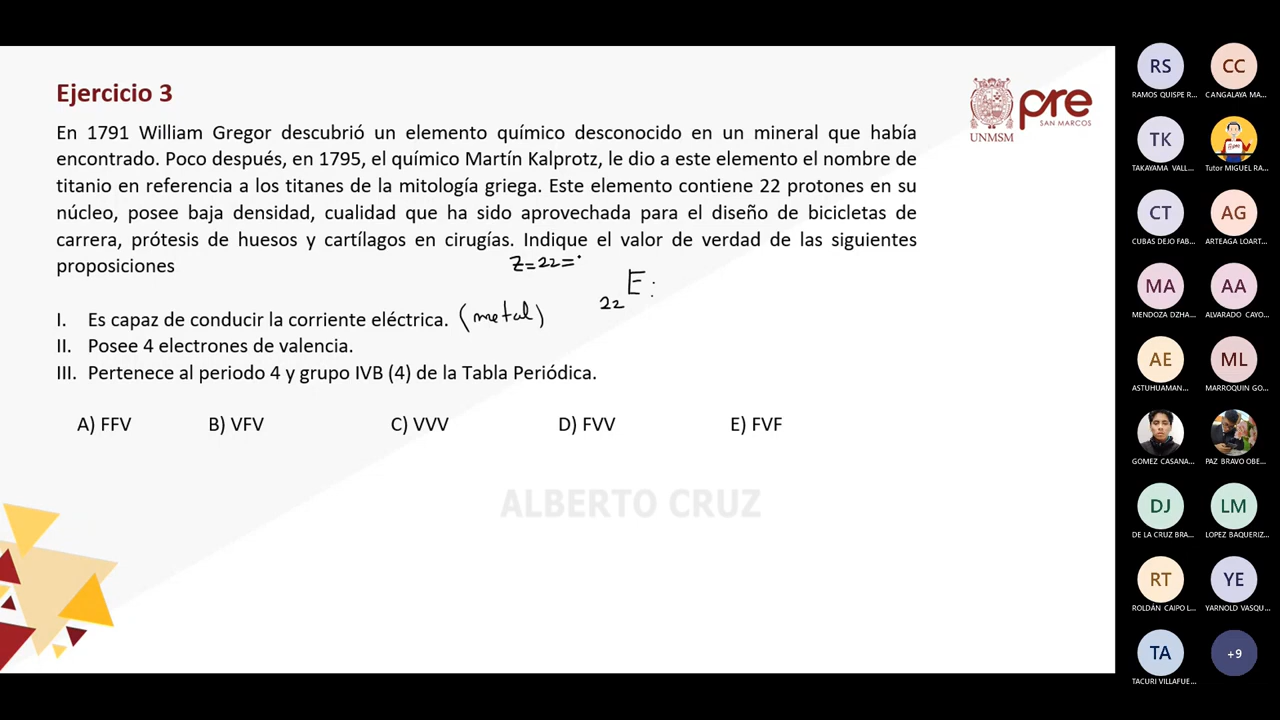 Ejercicio 3
UNMSM
pre
SAN MARCOS
En 1791 William Gregor descubrió un elemento químico desconocido en un mineral que había
encontrado. Poco después, en 1795, el químico Martín Kalprotz, le dio a este elemento el nombre de
titanio en referencia a los titanes de la mitología griega. Este elemento contiene 22 protones en su
núcleo, posee baja densidad, cualidad que ha sido aprovechada para el diseño de bicicletas de
carrera, prótesis de huesos y cartílagos en cirugías. Indique el valor de verdad de las siguientes
proposiciones
Z=22=
22 E:
I. Es capaz de conducir la corriente eléctrica. (metal)
II. Posee 4 electrones de valencia.
III. Pertenece al periodo 4 y grupo IVB (4) de la Tabla Periódica.
A) FFV B) VFV C) VVV D) FVV E) FVF
ALBERTO CRUZ
RS CC
RAMOS QUISPE R... CANGALAYA MA...
TK
TAKAYAMA VALL... Tutor MIGUEL RA...
CT AG
CUBAS DEJO FAB... ARTEAGA LOART...
MA AA
MENDOZA DZHA... ALVARADO CAYO...
AE ML
ASTUHUAMAN... MARROQUIN GO...
GOMEZ CASANA... PAZ BRAVO OBE...
DJ LM
DE LA CRUZ BRA... LOPEZ BAQUERIZ...
RT YE
ROLDÁN CAIPO L... YARNOLD VASQU...
TA +9
TACURI VILLAFUE...